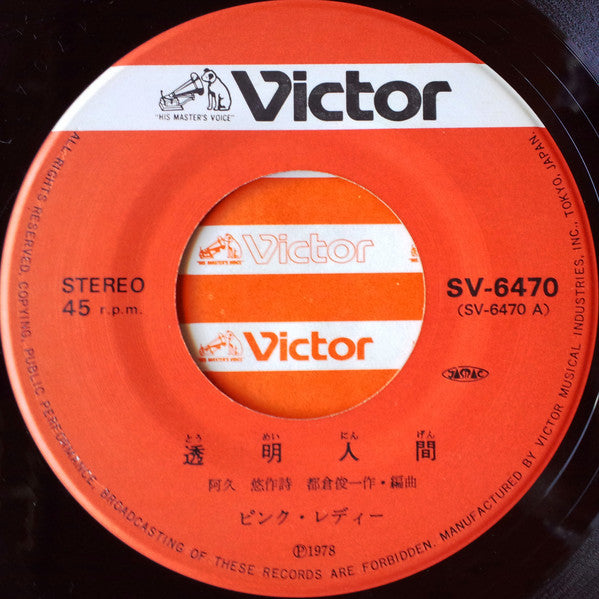 "HIS MASTER'S VOICE"
Victor
"HIS MASTER'S VOICE"
Victor
"HIS MASTER'S VOICE"
Victor
STEREO
45 r.p.m.
SV-6470
(SV-6470 A)
JASRAC
とう めい にん げん
透明人間
阿久 悠作詩 都倉俊一作・編曲
ピンク・レディー
Ⓟ1978
ALL RIGHTS RESERVED. COPYING, PUBLIC PERFORMANCE, BROADCASTING OF THESE RECORDS ARE FORBIDDEN. MANUFACTURED BY VICTOR MUSICAL INDUSTRIES, INC., TOKYO, JAPAN.